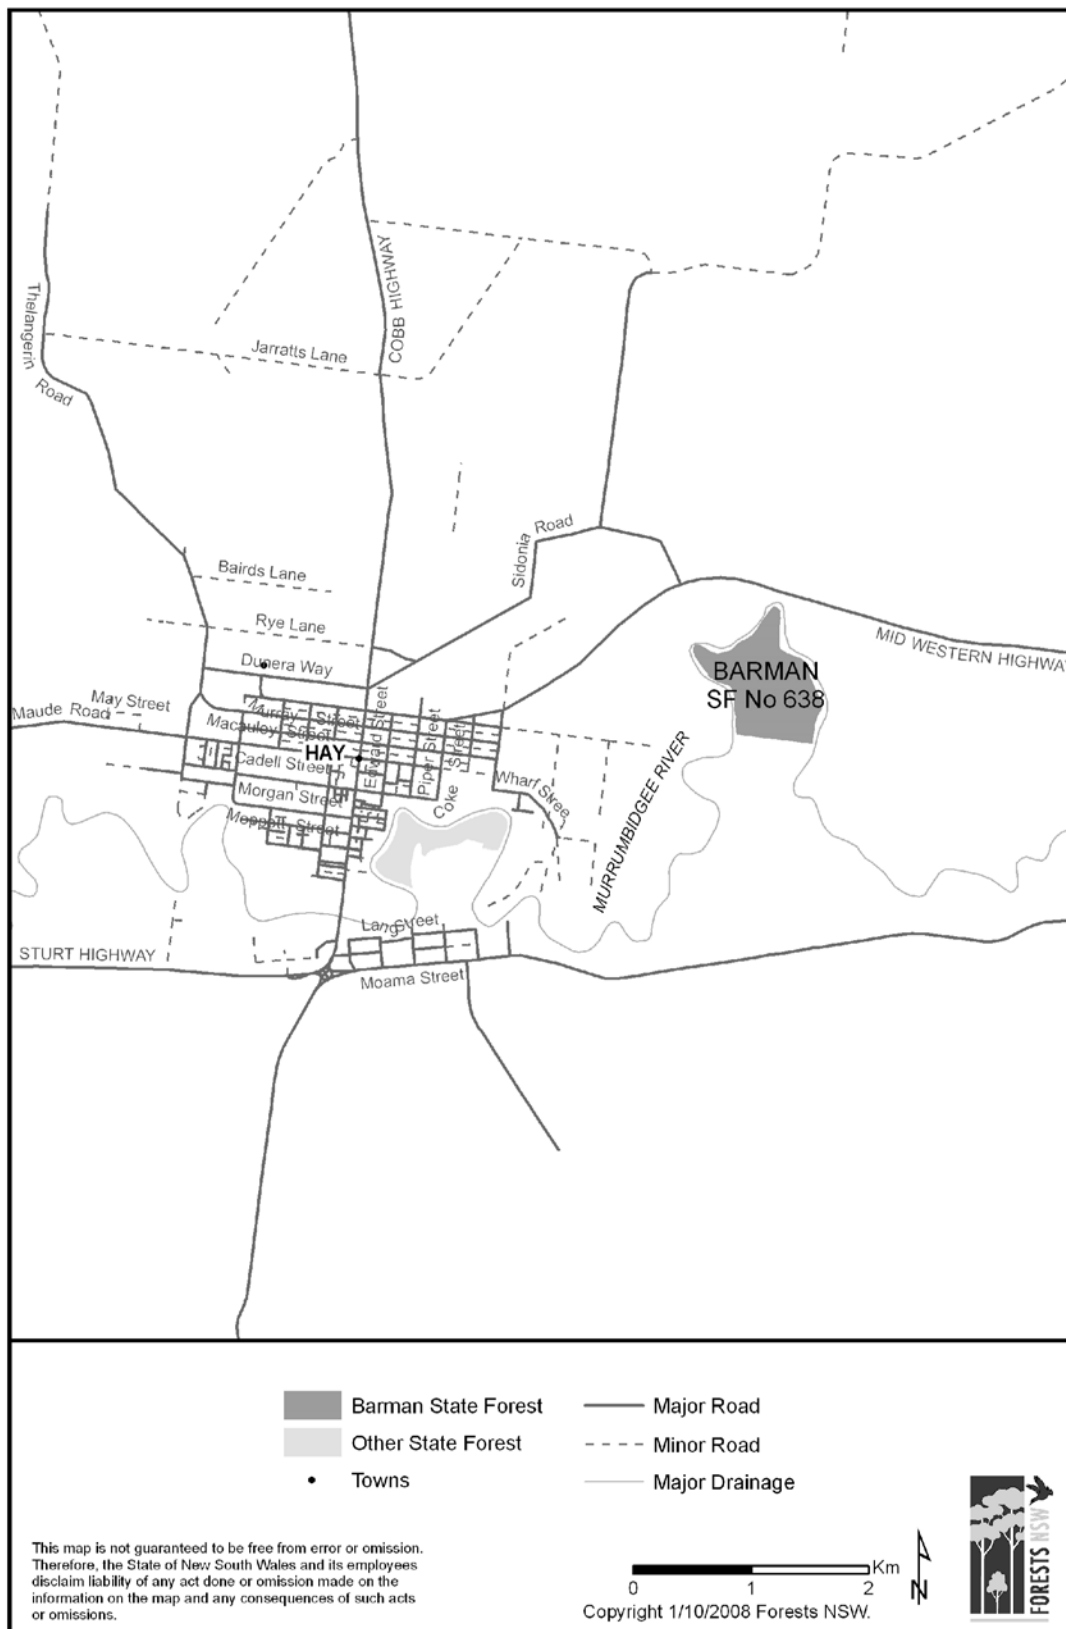 COBB HIGHWAY
Thelangerin
Road
Jarratts Lane
Sidonia
Road
Bairds Lane
Rye Lane
Dunera Way
MID WESTERN HIGHWAY
BARMAN
SF No 638
May Street
Maude Road
Murray Street
Macauley Street
HAY
Edward Street
Piper Street
Coke Street
Cadell Street
Wharf Stree
Morgan Street
Moppett Street
MURRUMBIDGEE RIVER
Lang Street
STURT HIGHWAY
Moama Street
Barman State Forest
Other State Forest
Towns
Major Road
Minor Road
Major Drainage
This map is not guaranteed to be free from error or omission.
Therefore, the State of New South Wales and its employees
disclaim liability of any act done or omission made on the
information on the map and any consequences of such acts
or omissions.
Km
0 1 2
Copyright 1/10/2008 Forests NSW.
N
FORESTS NSW